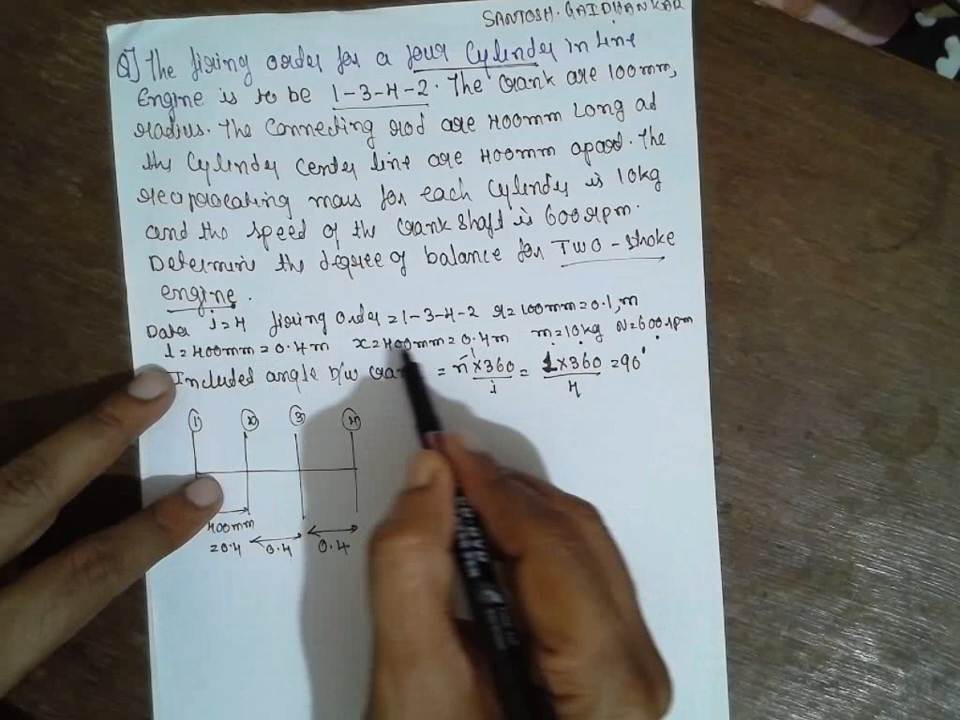 SANTOSH. GAIDHANKAR
Q] The firing order for a four cylinder in line
Engine is to be 1-3-4-2. The crank are 100mm,
radius. The connecting rod are 400mm Long ad
the cylinder center line are 400mm apart. The
reciprocating mass for each cylinder is 10kg
and the speed of the crank shaft is 600rpm.
Determine the degree of balance for TWO-stroke
engine.
Data i=4 firing order = 1-3-4-2 r=100mm=0.1, m
l=400mm=0.4m x=400mm=0.4m m=10kg N=600rpm
Included angle b/w = n×360/i = 1×360/4 = 90°
1 2 3 4
400mm
=0.4 0.4 0.4